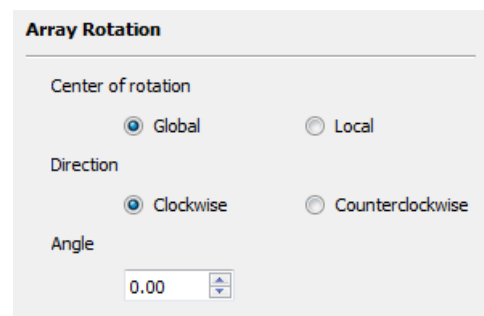 Array Rotation
Center of rotation
Global Local
Direction
Clockwise Counterclockwise
Angle
0.00